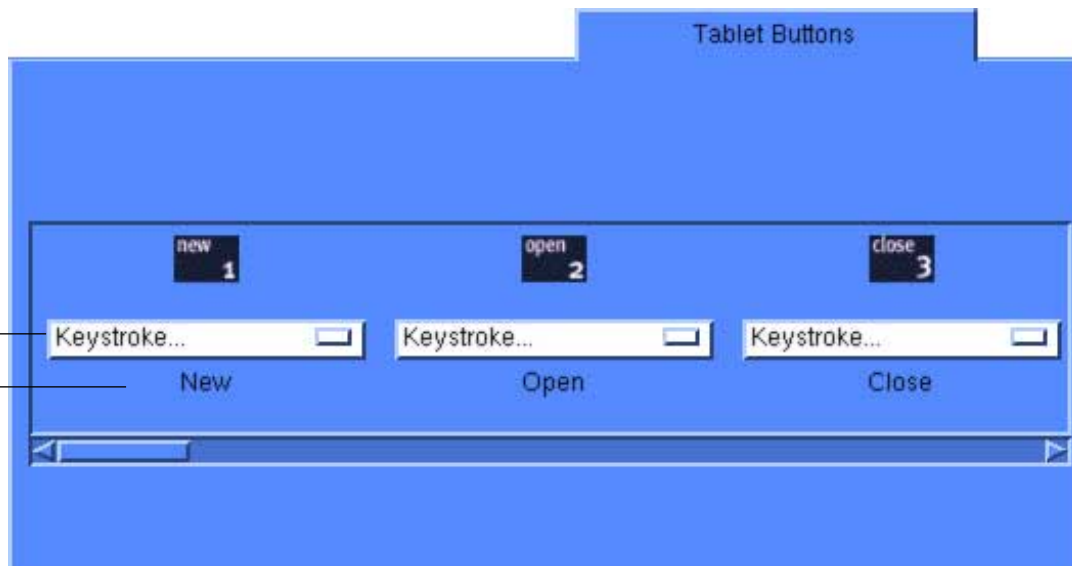 Tablet Buttons
new 1
open 2
close 3
Keystroke...
Keystroke...
Keystroke...
New
Open
Close